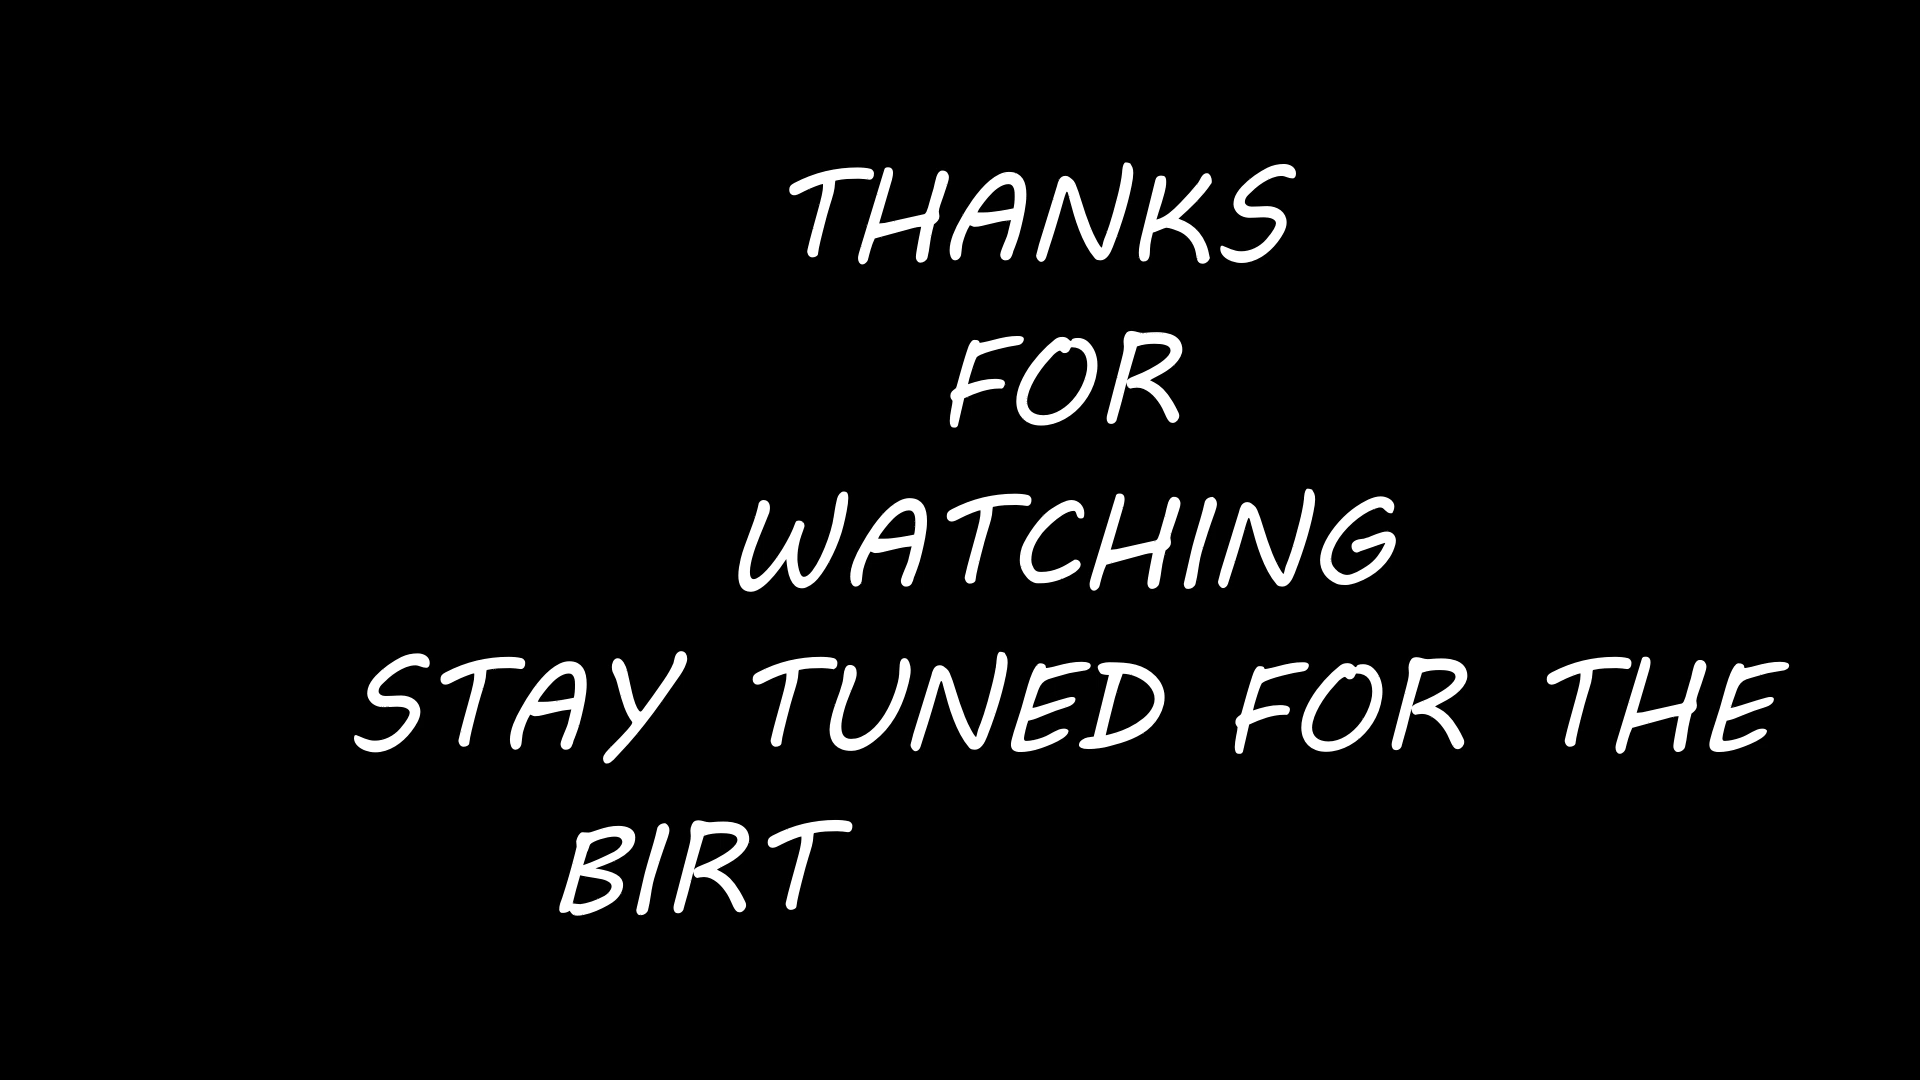 THANKS
FOR
WATCHING
STAY TUNED FOR THE
BIRT